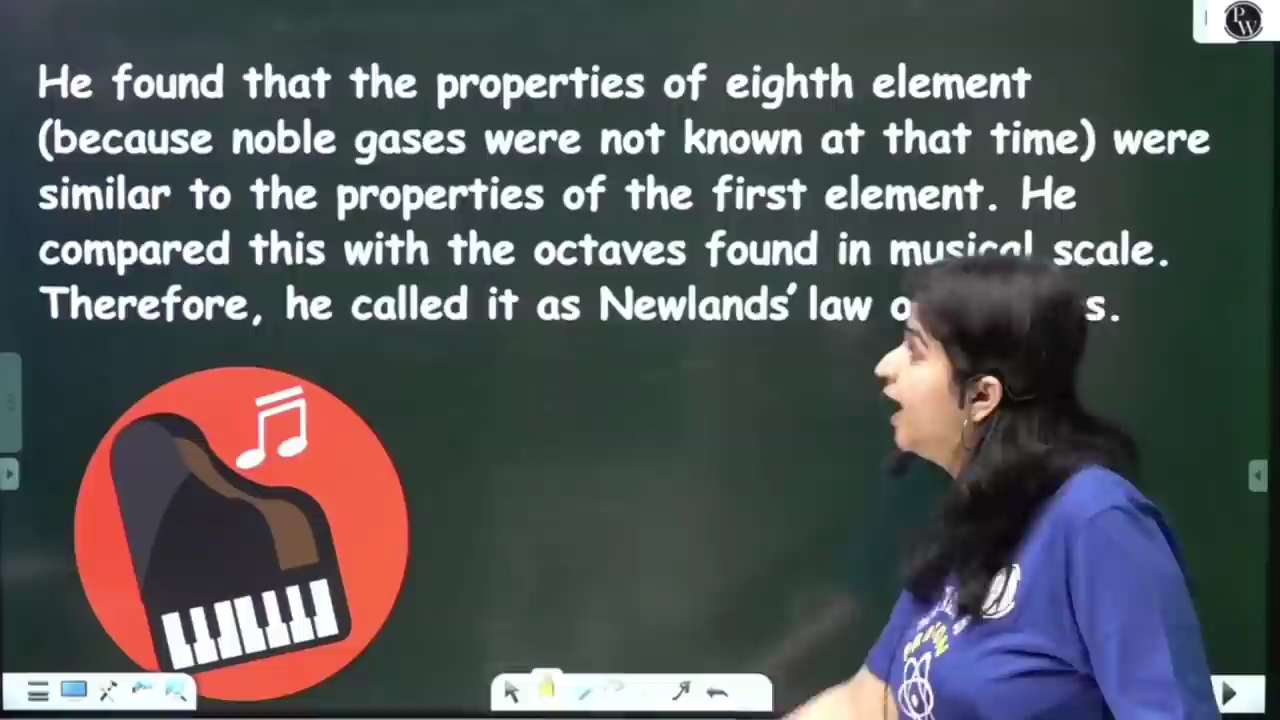 PW
He found that the properties of eighth element
(because noble gases were not known at that time) were
similar to the properties of the first element. He
compared this with the octaves found in musical scale.
Therefore, he called it as Newlands' law